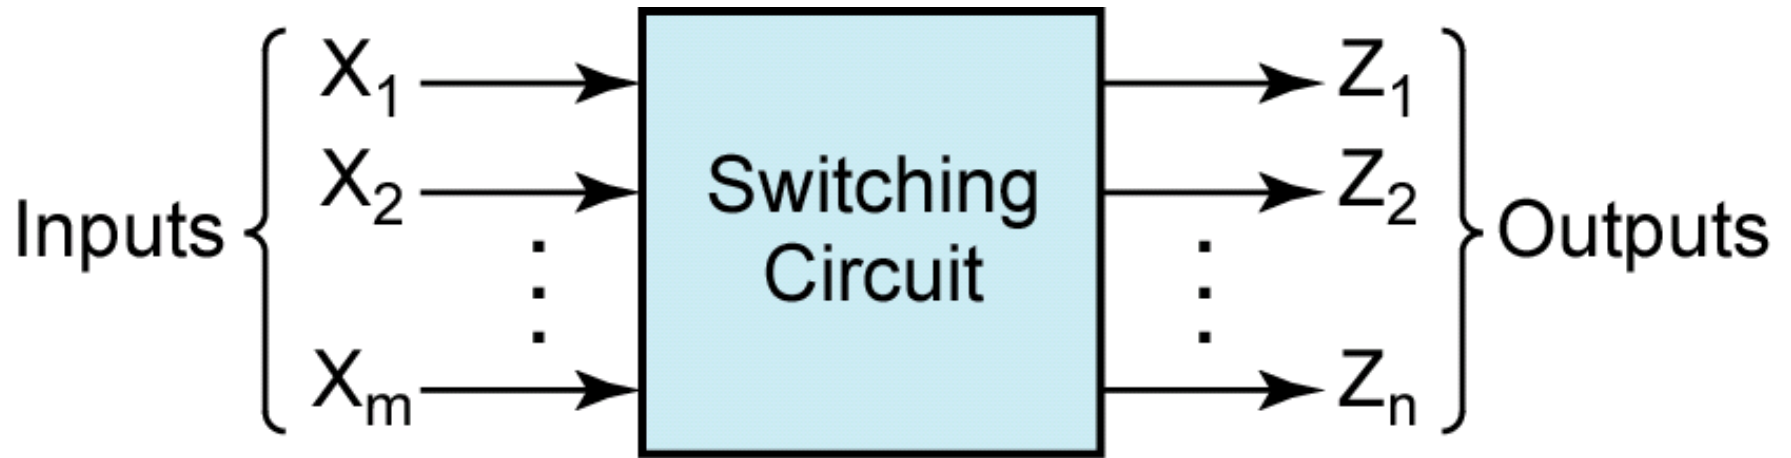 Inputs
X1
X2
Xm
Switching
Circuit
Z1
Z2
Zn
Outputs